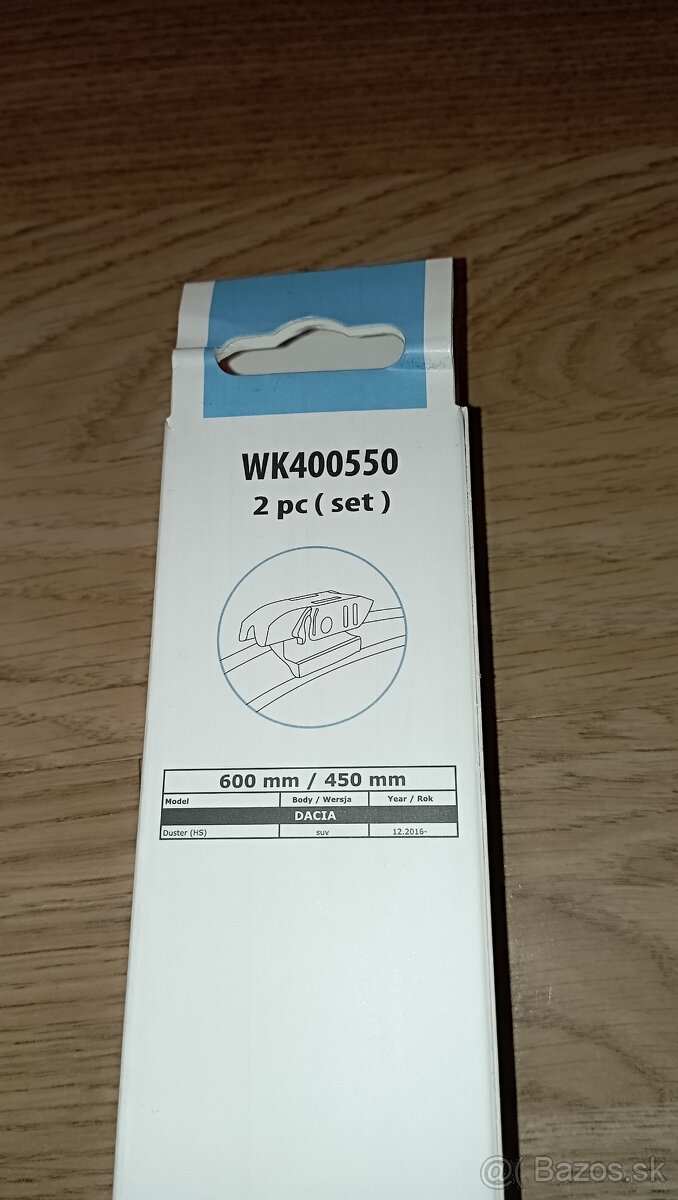 WK400550
2 pc ( set )
600 mm / 450 mm
Model Body / Wersja Year / Rok
DACIA
Duster (HS) suv 12.2016-
@( Bazos.sk